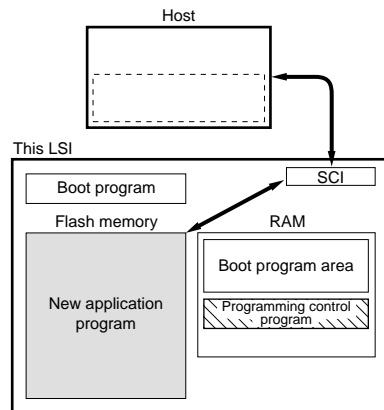 Host
This LSI
SCI
Boot program
Flash memory
RAM
New application
program
Boot program area
Programming control
program